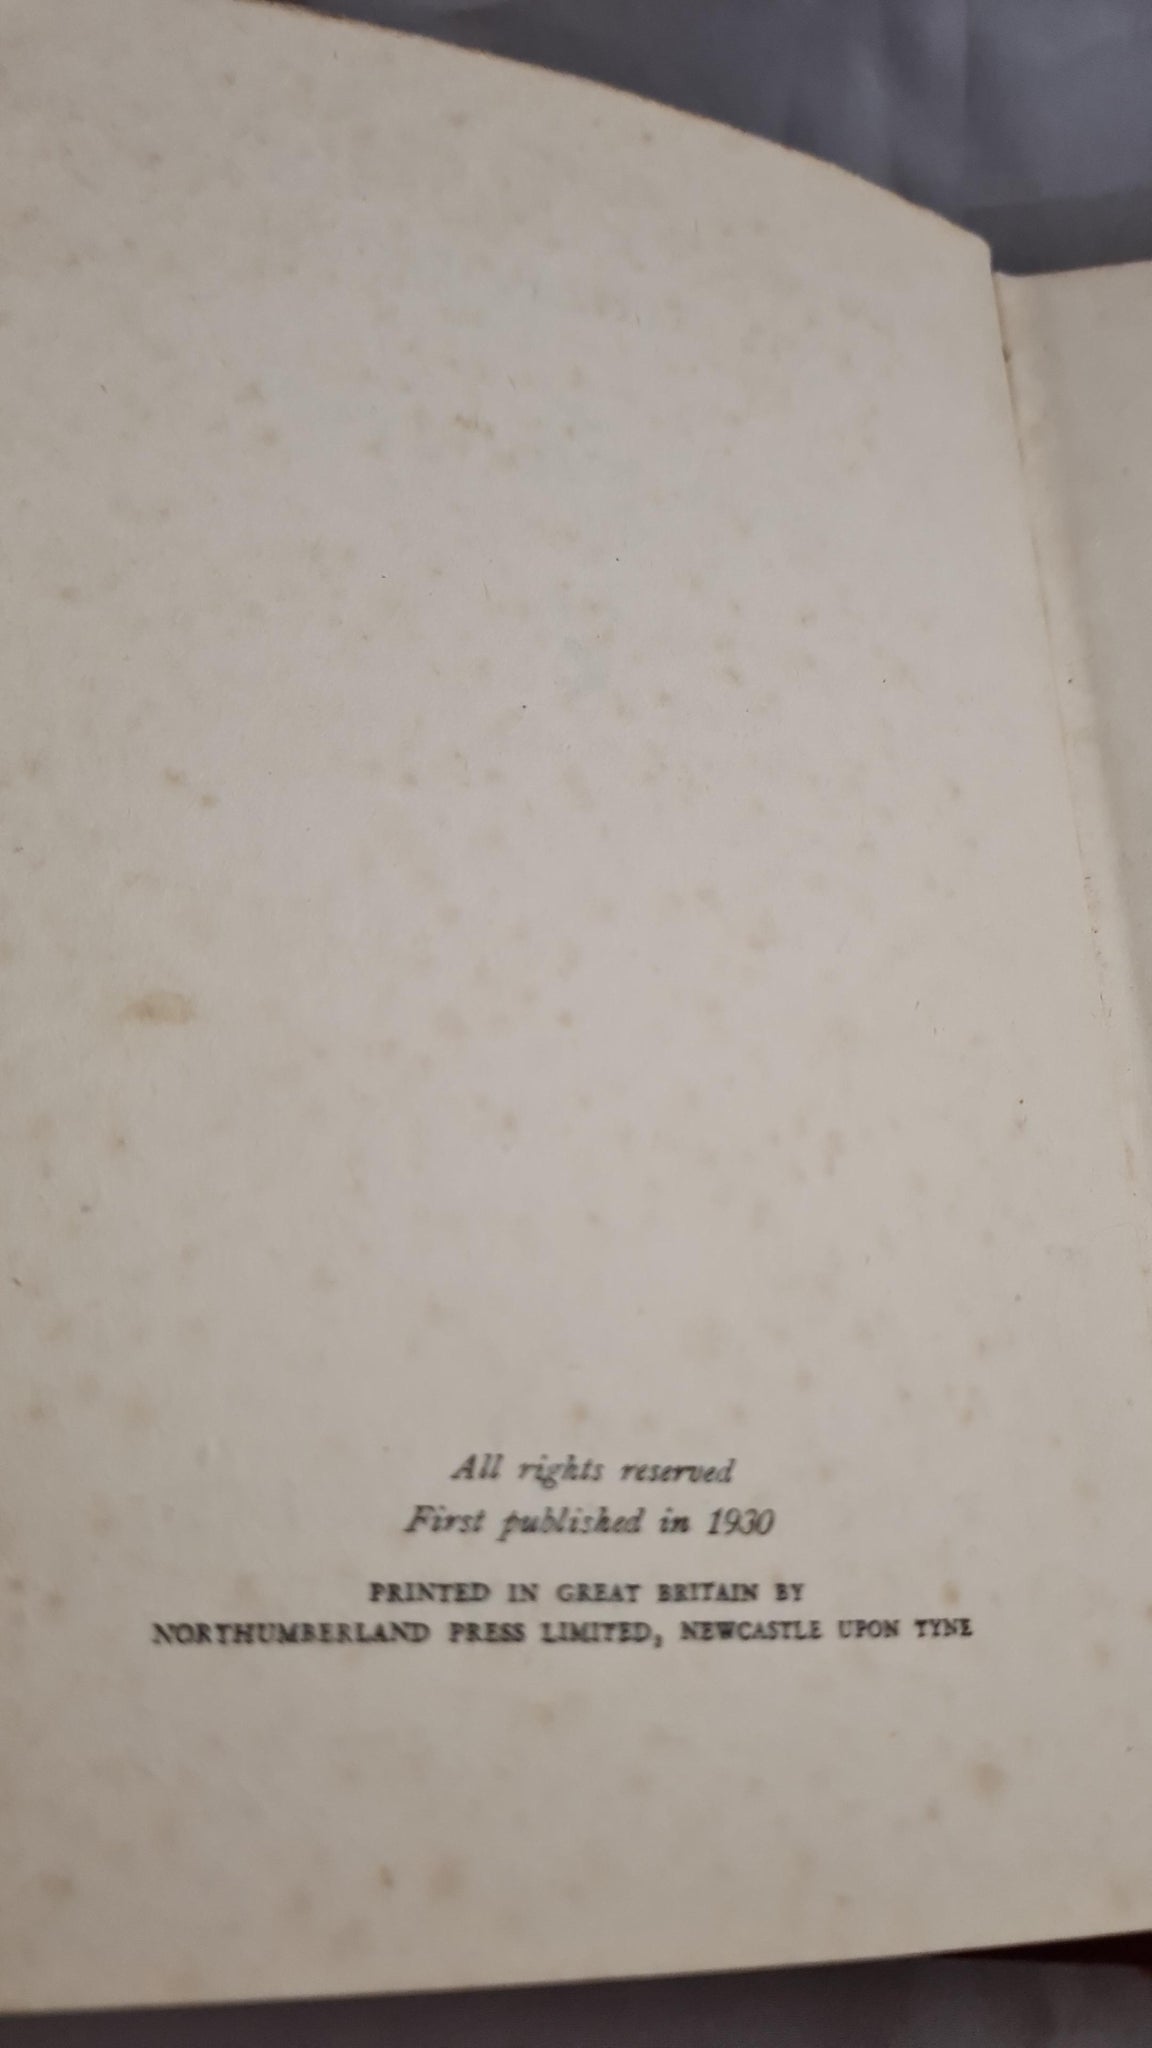 All rights reserved
First published in 1930
PRINTED IN GREAT BRITAIN BY
NORTHUMBERLAND PRESS LIMITED, NEWCASTLE UPON TYNE